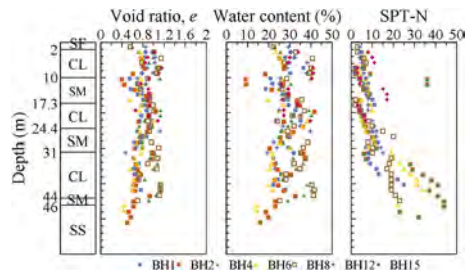 Void ratio, e
Water content (%)
SPT-N
0 0.4 0.8 1.2 1.6 2
0 10 20 30 40 50
0 10 20 30 40 50
Depth (m)
2
10
17.3
24.4
31
44
46
SF
CL
SM
CL
SM
CL
SM
SS
BH1 BH2 BH4 BH6 BH8 BH12 BH15